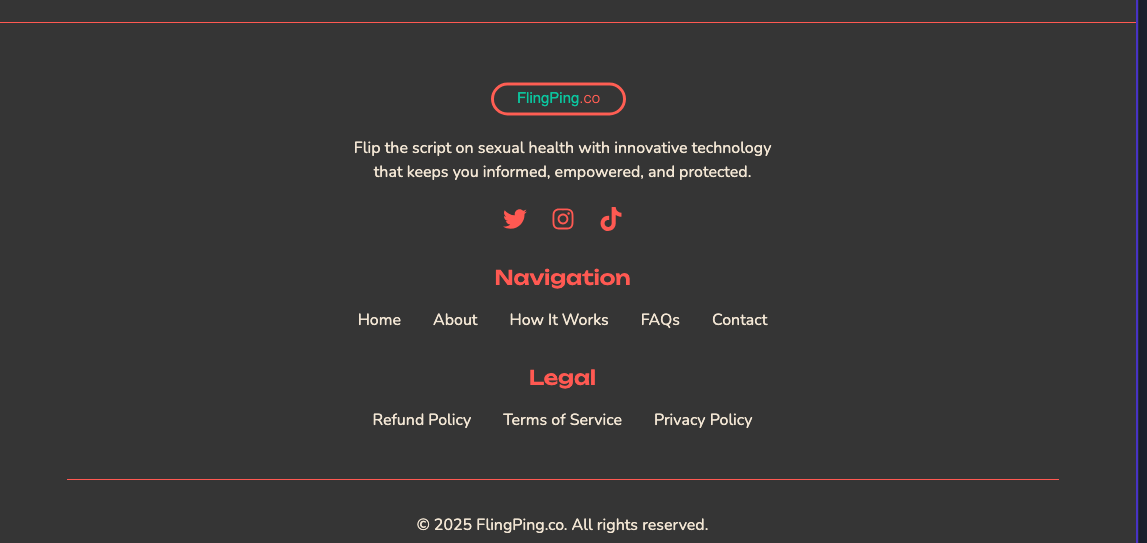 FlingPing.co
Flip the script on sexual health with innovative technology
that keeps you informed, empowered, and protected.
Navigation
Home About How It Works FAQs Contact
Legal
Refund Policy Terms of Service Privacy Policy
© 2025 FlingPing.co. All rights reserved.